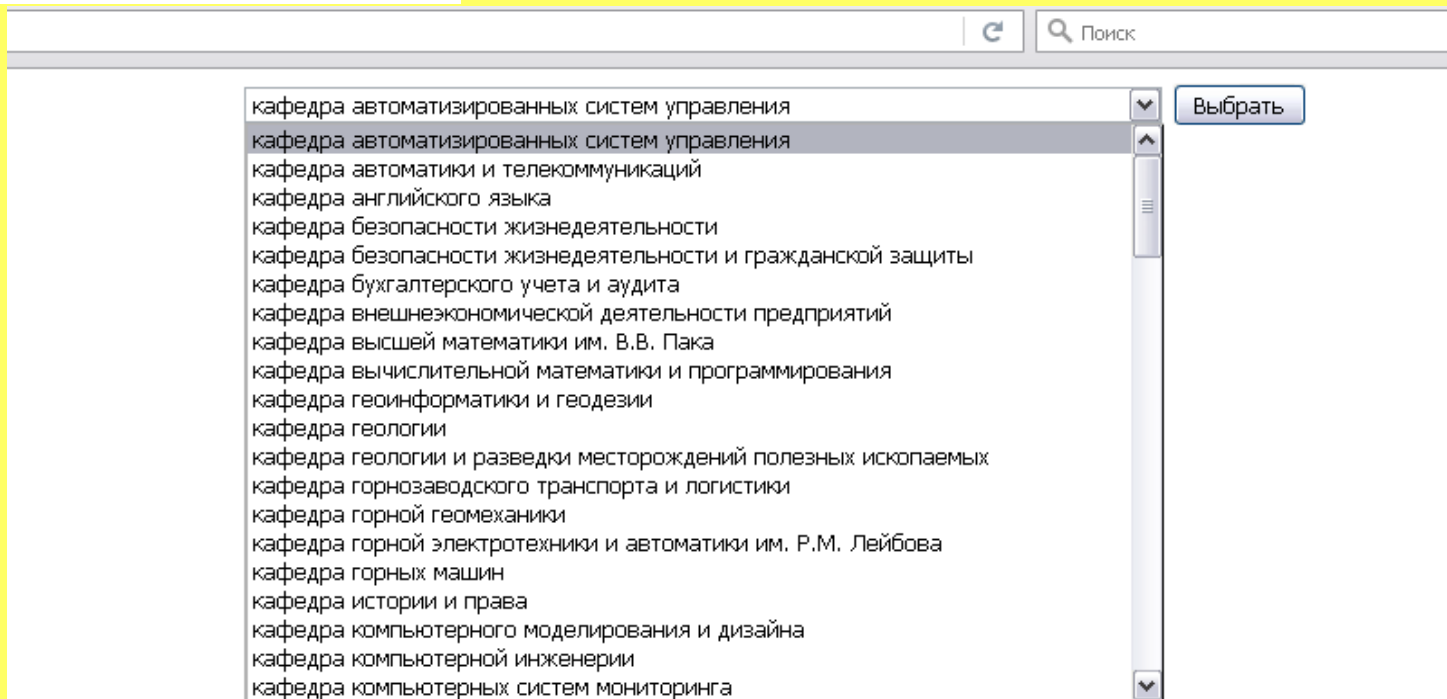 Поиск
кафедра автоматизированных систем управления
Выбрать
кафедра автоматизированных систем управления
кафедра автоматики и телекоммуникаций
кафедра английского языка
кафедра безопасности жизнедеятельности
кафедра безопасности жизнедеятельности и гражданской защиты
кафедра бухгалтерского учета и аудита
кафедра внешнеэкономической деятельности предприятий
кафедра высшей математики им. В.В. Пака
кафедра вычислительной математики и программирования
кафедра геоинформатики и геодезии
кафедра геологии
кафедра геологии и разведки месторождений полезных ископаемых
кафедра горнозаводского транспорта и логистики
кафедра горной геомеханики
кафедра горной электротехники и автоматики им. Р.М. Лейбова
кафедра горных машин
кафедра истории и права
кафедра компьютерного моделирования и дизайна
кафедра компьютерной инженерии
кафедра компьютерных систем мониторинга